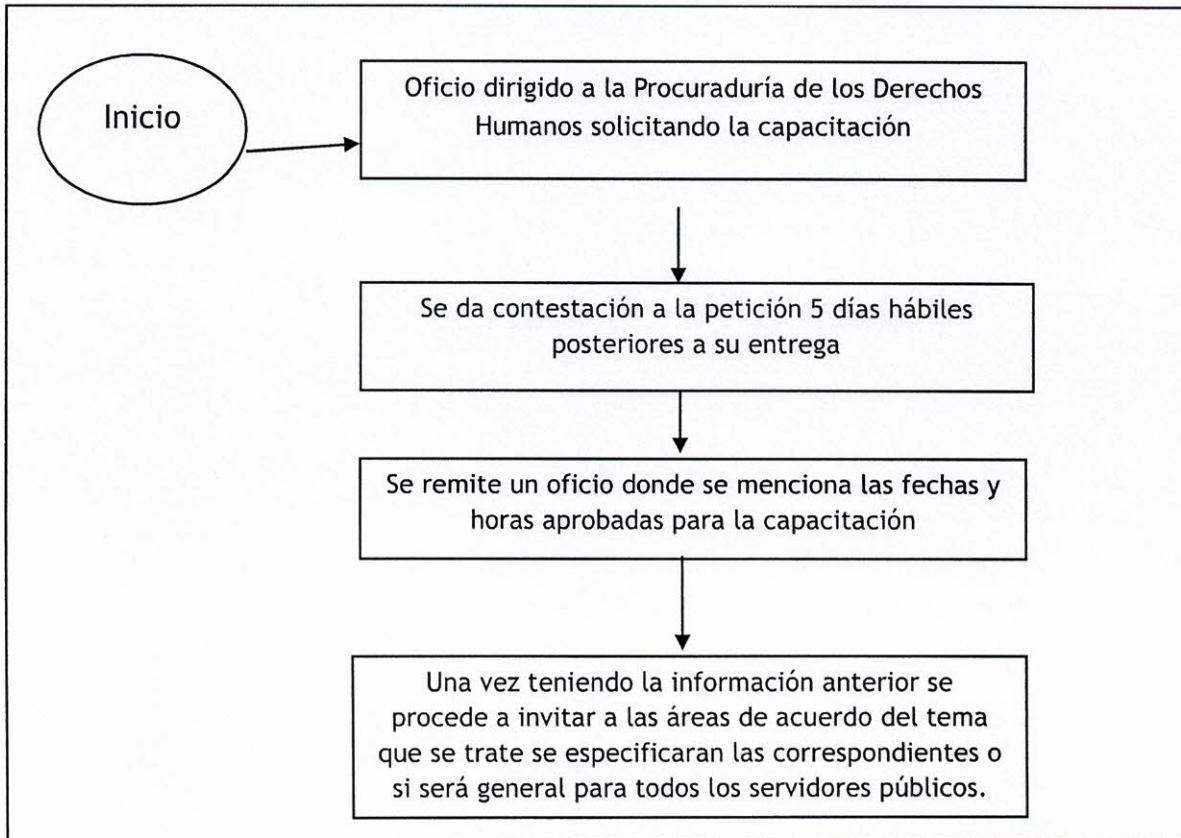 Inicio
Oficio dirigido a la Procuraduría de los Derechos
Humanos solicitando la capacitación
Se da contestación a la petición 5 días hábiles
posteriores a su entrega
Se remite un oficio donde se menciona las fechas y
horas aprobadas para la capacitación
Una vez teniendo la información anterior se
procede a invitar a las áreas de acuerdo del tema
que se trate se especificaran las correspondientes o
si será general para todos los servidores públicos.